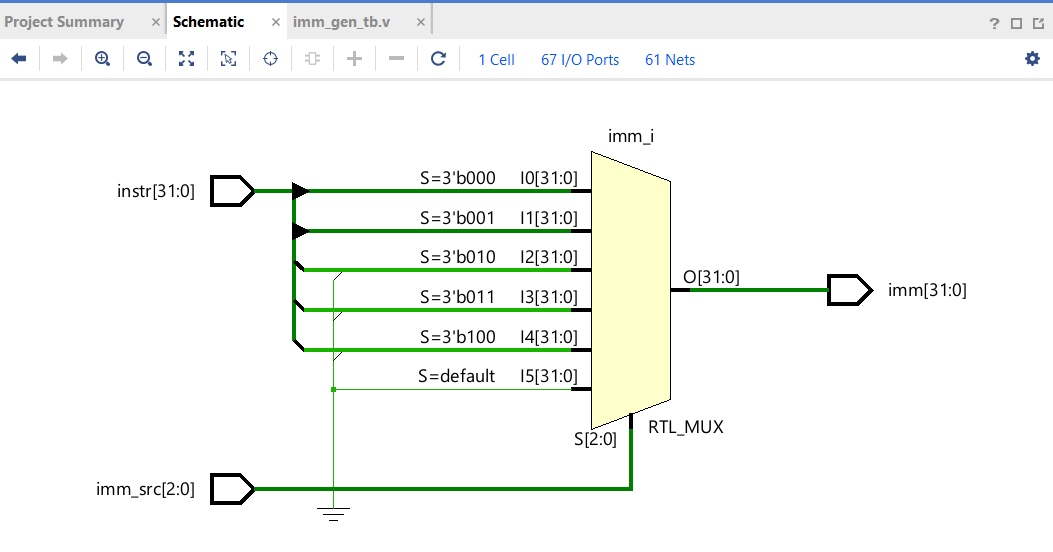 Project Summary × Schematic × imm_gen_tb.v ×
1 Cell 67 I/O Ports 61 Nets
imm_i
instr[31:0] S=3'b000 I0[31:0]
S=3'b001 I1[31:0]
S=3'b010 I2[31:0]
O[31:0] imm[31:0]
S=3'b011 I3[31:0]
S=3'b100 I4[31:0]
S=default I5[31:0]
S[2:0] RTL_MUX
imm_src[2:0]